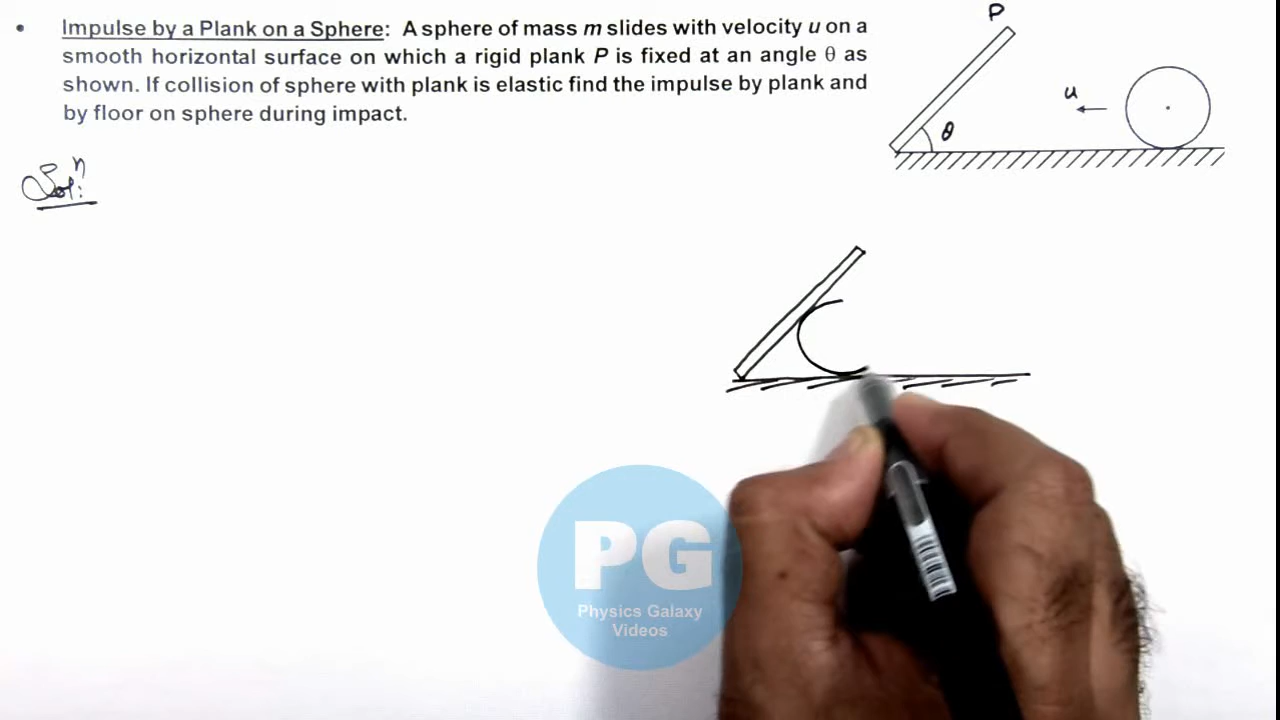 • Impulse by a Plank on a Sphere: A sphere of mass m slides with velocity u on a
smooth horizontal surface on which a rigid plank P is fixed at an angle θ as
shown. If collision of sphere with plank is elastic find the impulse by plank and
by floor on sphere during impact.
P
u
θ
Solⁿ:
PG
Physics Galaxy
Videos